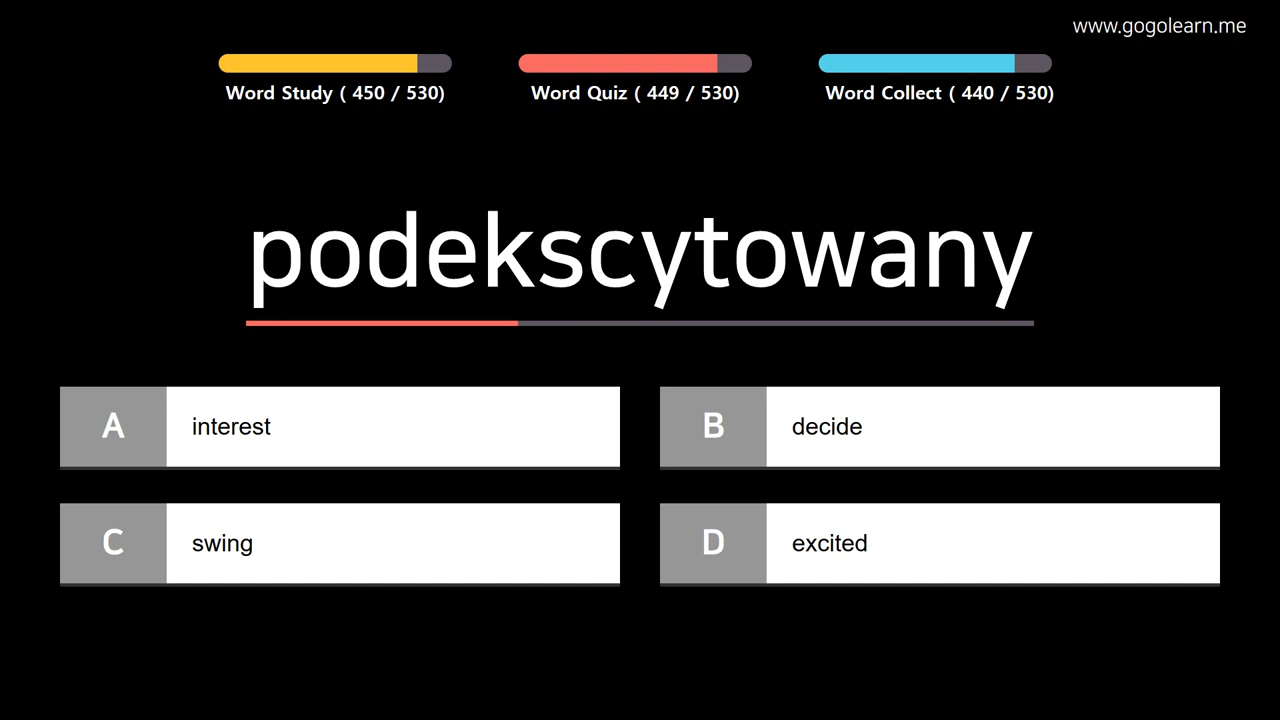 www.gogolearn.me
Word Study ( 450 / 530)
Word Quiz ( 449 / 530)
Word Collect ( 440 / 530)
podekscytowany
A interest
B decide
C swing
D excited